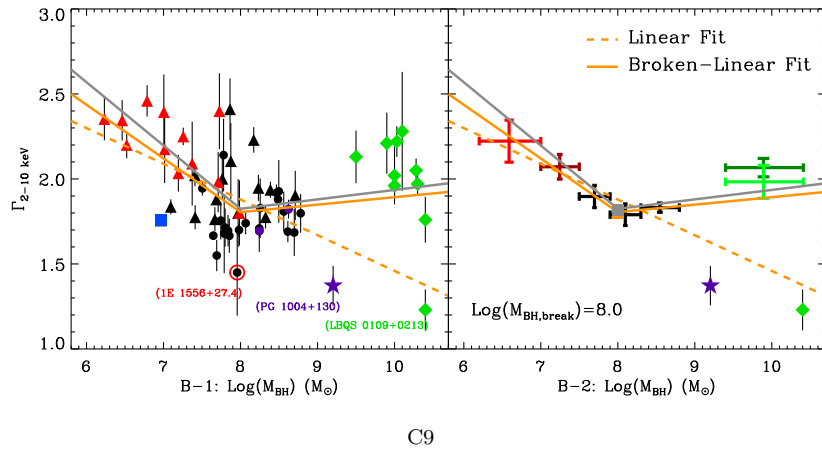 3.0
2.5
2.0
1.5
1.0
Γ2−10 keV
(1E 1556+27.4)
(PG 1004+130)
(LBQS 0109+0213)
6 7 8 9 10
B−1: Log(MBH) (M⊙)
Linear Fit
Broken−Linear Fit
Log(MBH,break)=8.0
6 7 8 9 10
B−2: Log(MBH) (M⊙)
C9